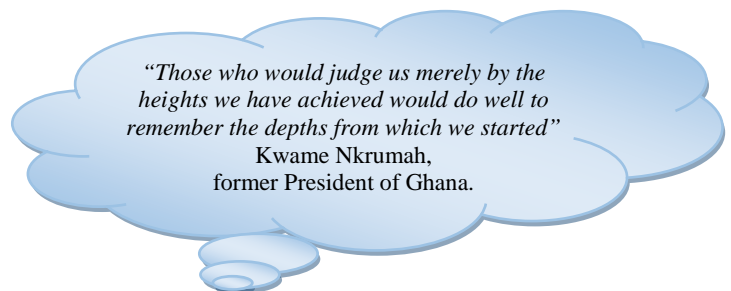 “Those who would judge us merely by the
heights we have achieved would do well to
remember the depths from which we started”
Kwame Nkrumah,
former President of Ghana.